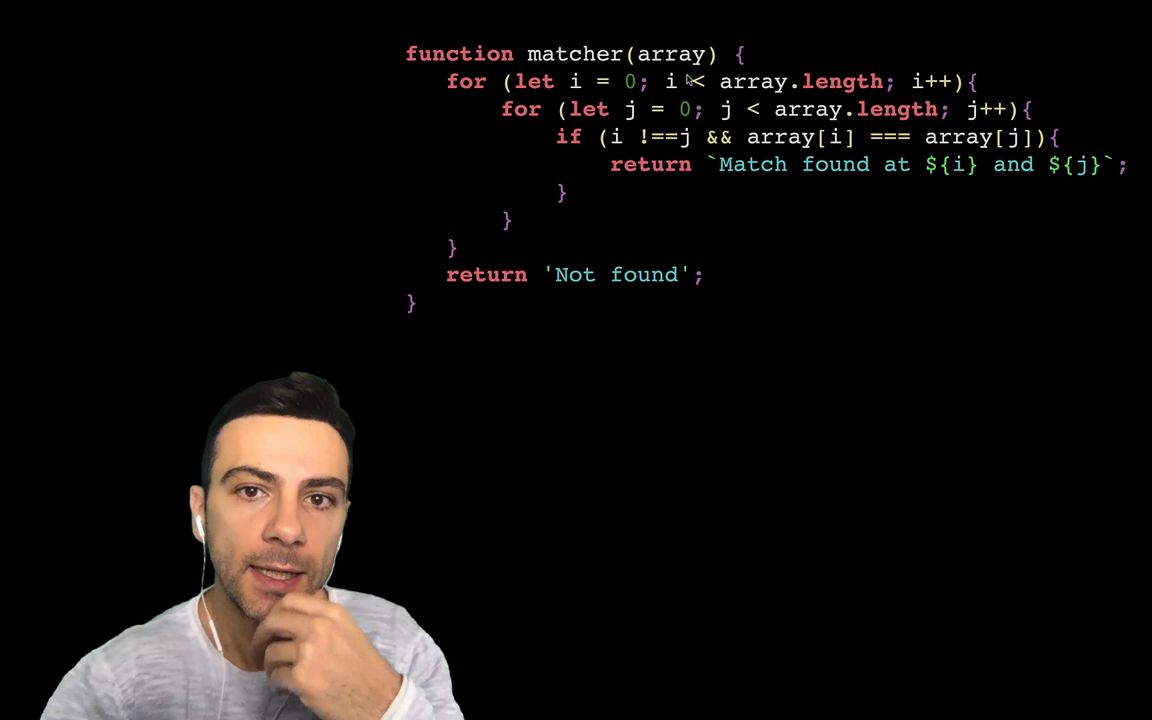 function matcher(array) {
for (let i = 0; i < array.length; i++){
for (let j = 0; j < array.length; j++){
if (i !==j && array[i] === array[j]){
return `Match found at ${i} and ${j}`;
}
}
}
return 'Not found';
}